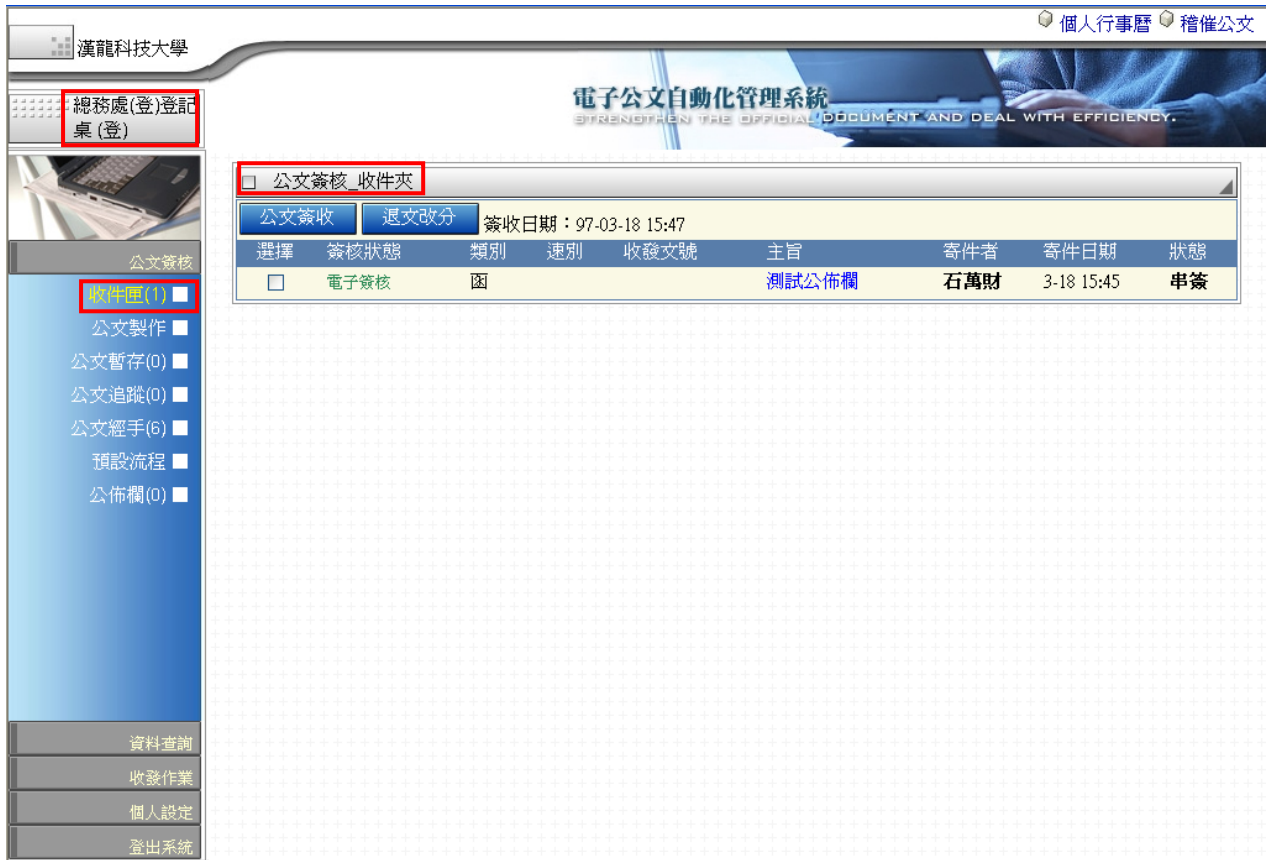 個人行事曆 稽催公文
漢龍科技大學
總務處(登)登記
桌 (登)
電子公文自動化管理系統
STRENGTHEN THE OFFICIAL DOCUMENT AND DEAL WITH EFFICIENCY.
公文簽核_收件夾
公文簽收 退文改分 簽收日期：97-03-18 15:47
選擇 簽核狀態 類別 速別 收發文號 主旨 寄件者 寄件日期 狀態
電子簽核 函 測試公佈欄 石萬財 3-18 15:45 串簽
公文簽核
收件匣(1)
公文製作
公文暫存(0)
公文追蹤(0)
公文經手(6)
預設流程
公佈欄(0)
資料查詢
收發作業
個人設定
登出系統